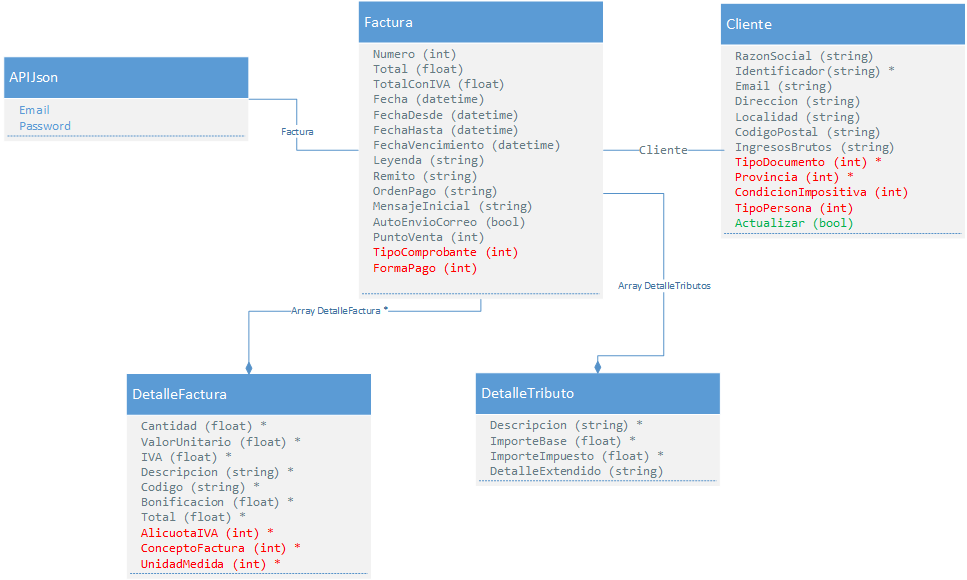 APIJson
Email
Password
Factura
Factura
Numero (int)
Total (float)
TotalConIVA (float)
Fecha (datetime)
FechaDesde (datetime)
FechaHasta (datetime)
FechaVencimiento (datetime)
Leyenda (string)
Remito (string)
OrdenPago (string)
MensajeInicial (string)
AutoEnvioCorreo (bool)
PuntoVenta (int)
TipoComprobante (int)
FormaPago (int)
Cliente
Cliente
RazonSocial (string)
Identificador(string) *
Email (string)
Direccion (string)
Localidad (string)
CodigoPostal (string)
IngresosBrutos (string)
TipoDocumento (int) *
Provincia (int) *
CondicionImpositiva (int)
TipoPersona (int)
Actualizar (bool)
Array DetalleFactura *
Array DetalleTributos
DetalleFactura
Cantidad (float) *
ValorUnitario (float) *
IVA (float) *
Descripcion (string) *
Codigo (string) *
Bonificacion (float) *
Total (float) *
AlicuotaIVA (int) *
ConceptoFactura (int) *
UnidadMedida (int) *
DetalleTributo
Descripcion (string) *
ImporteBase (float) *
ImporteImpuesto (float) *
DetalleExtendido (string)